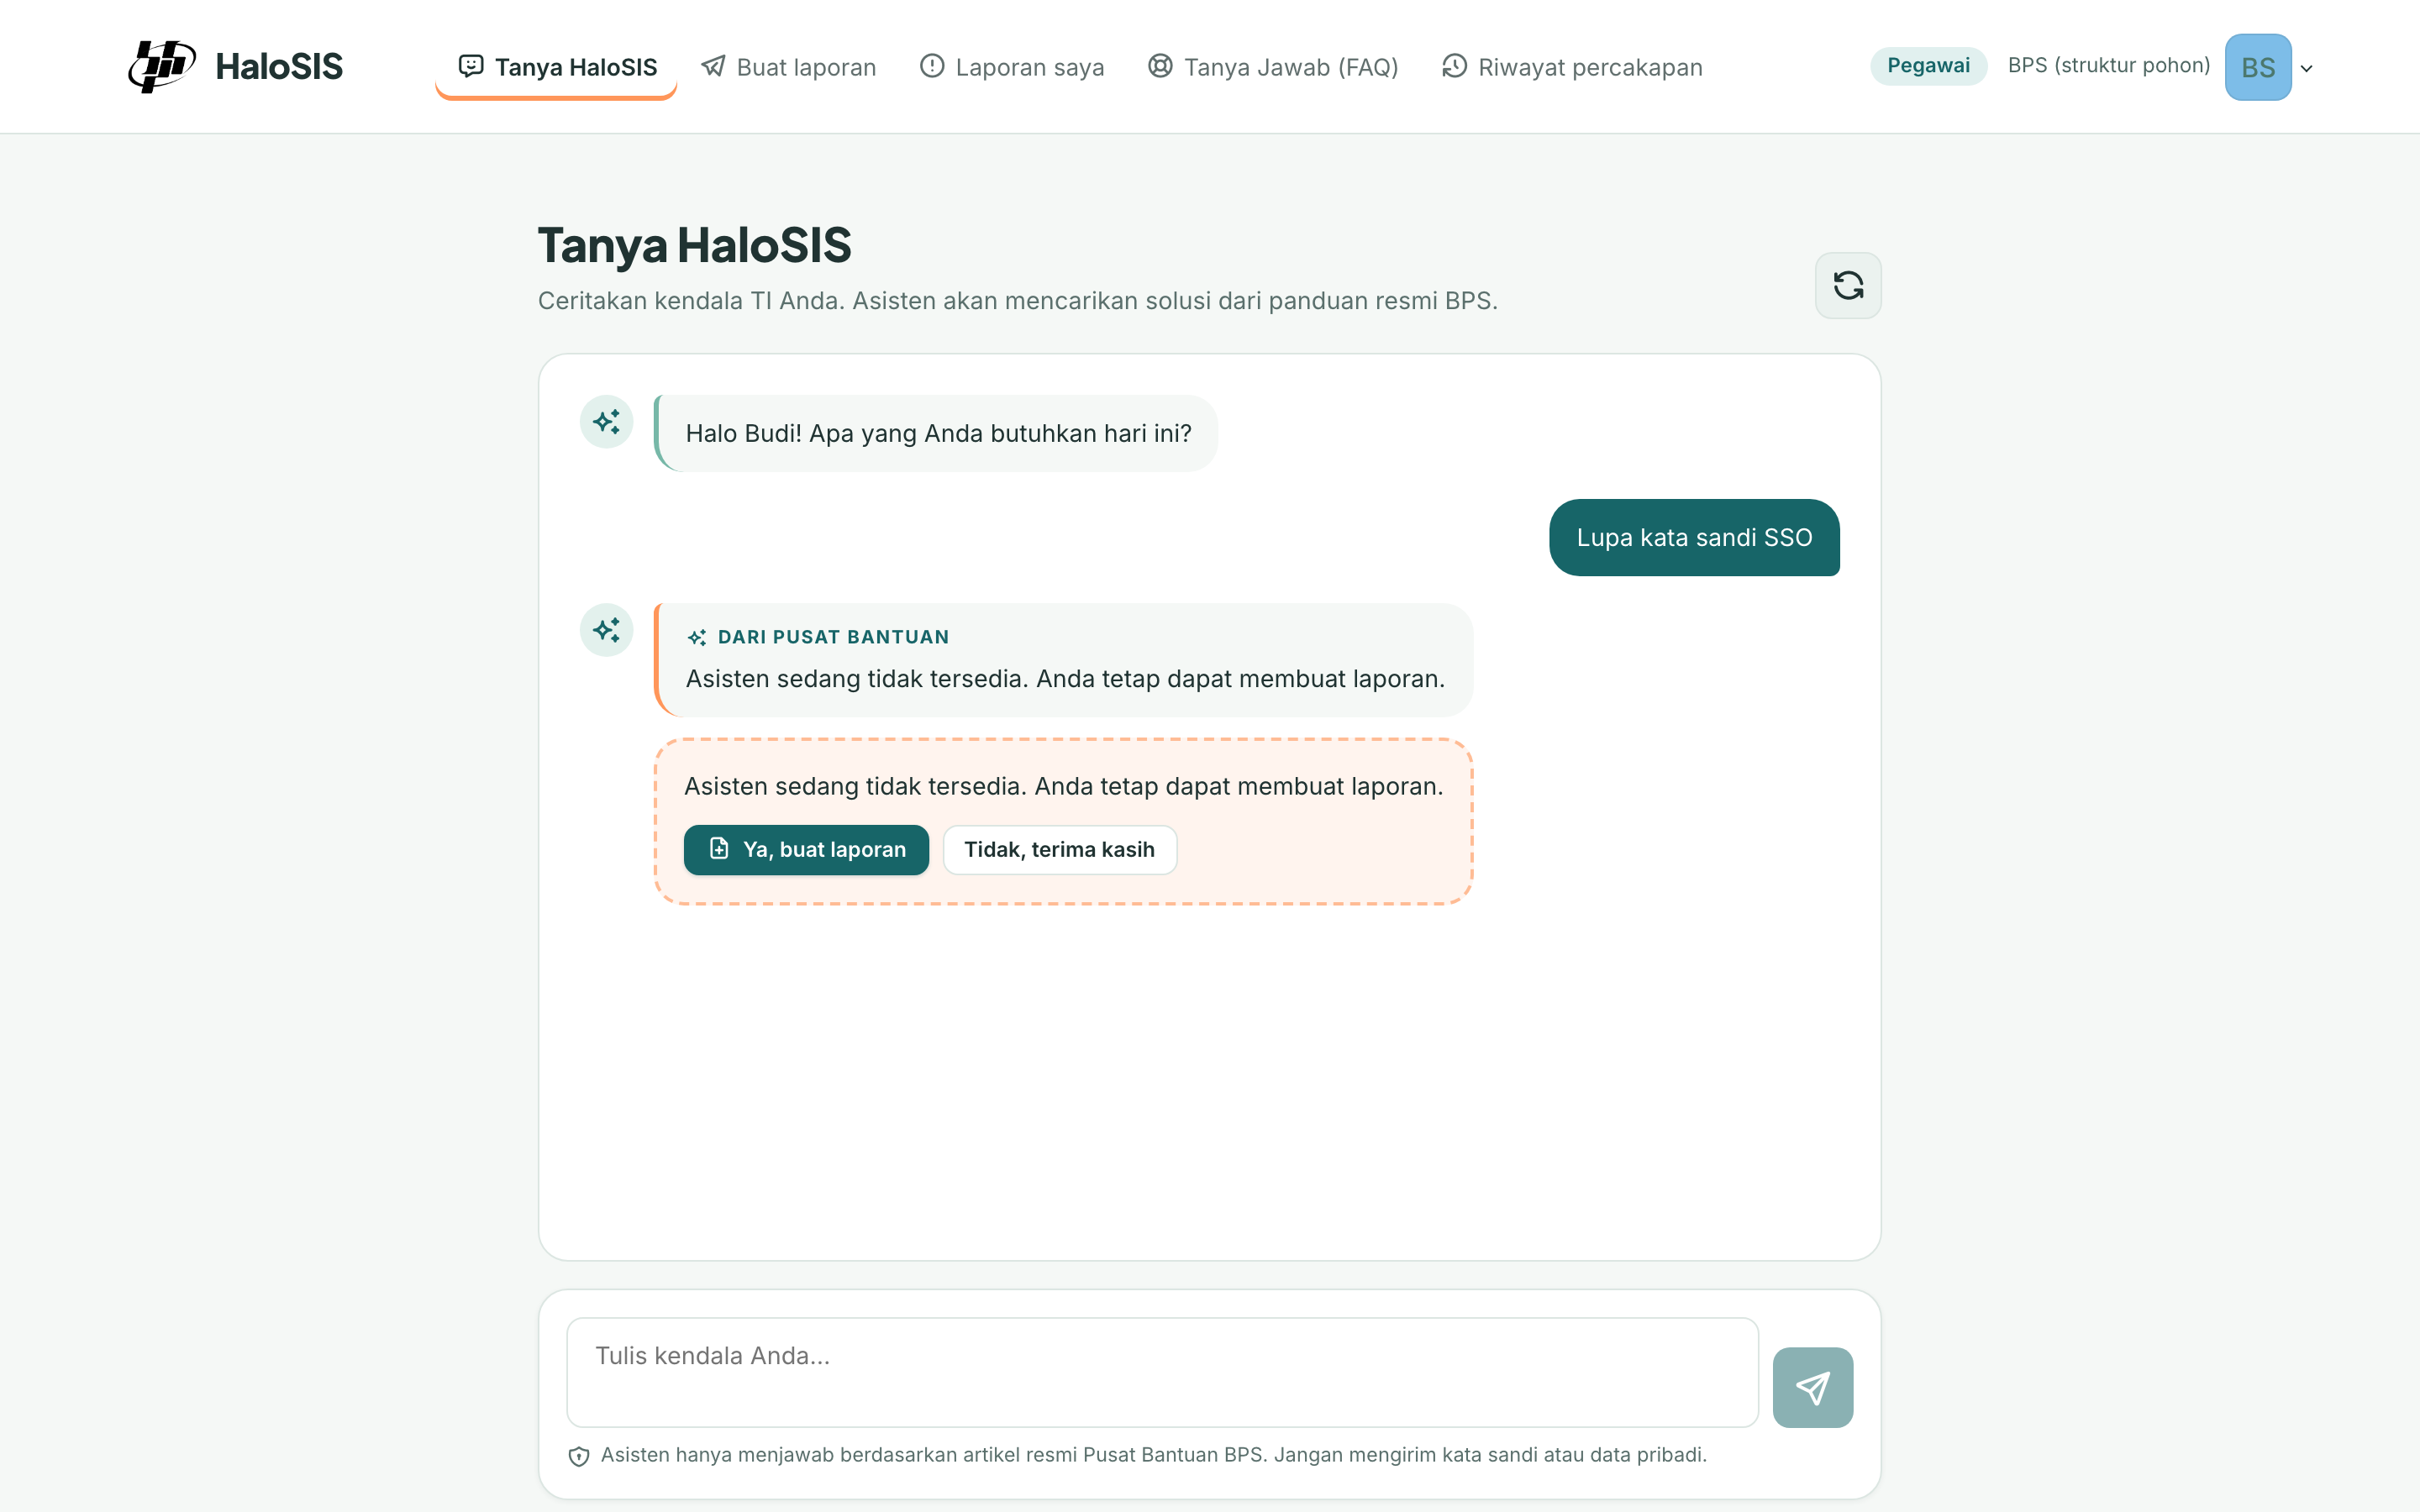 HaloSIS
Tanya HaloSIS
Buat laporan
Laporan saya
Tanya Jawab (FAQ)
Riwayat percakapan
Pegawai
BPS (struktur pohon)
BS
Tanya HaloSIS
Ceritakan kendala TI Anda. Asisten akan mencarikan solusi dari panduan resmi BPS.
Halo Budi! Apa yang Anda butuhkan hari ini?
Lupa kata sandi SSO
DARI PUSAT BANTUAN
Asisten sedang tidak tersedia. Anda tetap dapat membuat laporan.
Asisten sedang tidak tersedia. Anda tetap dapat membuat laporan.
Ya, buat laporan
Tidak, terima kasih
Tulis kendala Anda...
Asisten hanya menjawab berdasarkan artikel resmi Pusat Bantuan BPS. Jangan mengirim kata sandi atau data pribadi.